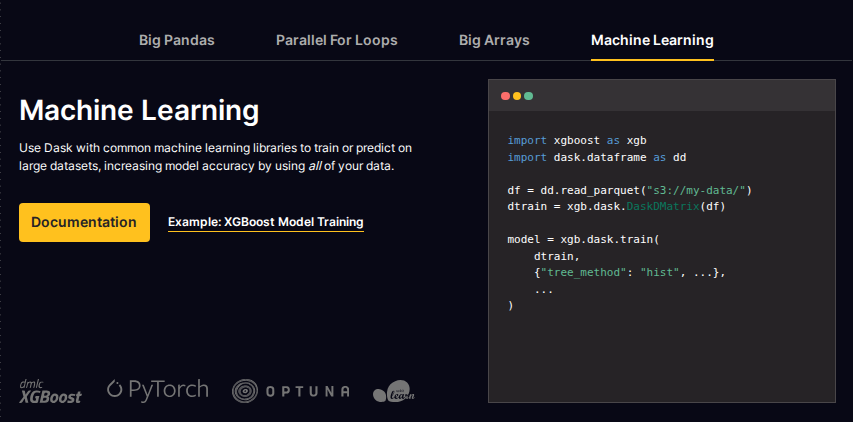 Big Pandas
Parallel For Loops
Big Arrays
Machine Learning
Machine Learning
Use Dask with common machine learning libraries to train or predict on
large datasets, increasing model accuracy by using all of your data.
Documentation
Example: XGBoost Model Training
import xgboost as xgb
import dask.dataframe as dd
df = dd.read_parquet("s3://my-data/")
dtrain = xgb.dask.DaskDMatrix(df)
model = xgb.dask.train(
    dtrain,
    {"tree_method": "hist", ...},
    ...
)
dmlc
XGBoost
PyTorch
OPTUNA
learn